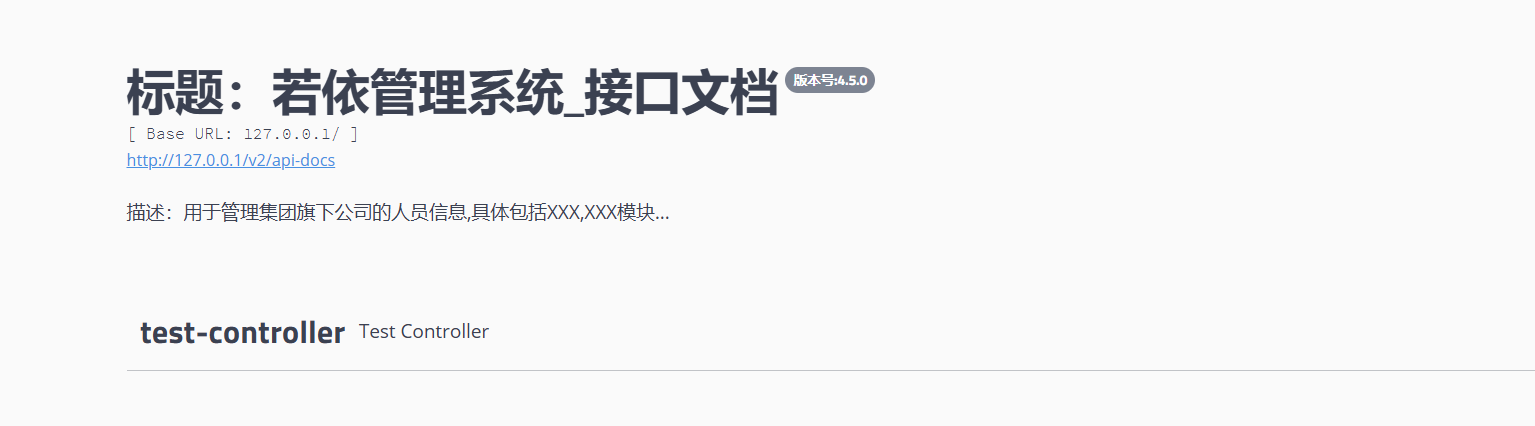 标题：若依管理系统_接口文档 版本号:4.5.0
[ Base URL: 127.0.0.1/ ]
http://127.0.0.1/v2/api-docs
描述：用于管理集团旗下公司的人员信息,具体包括XXX,XXX模块...
test-controller Test Controller